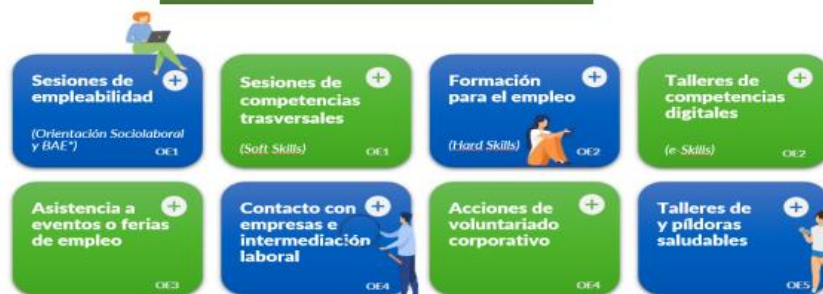 Sesiones de
empleabilidad
(Orientación Sociolaboral
y BAE*)
OE1
Sesiones de
competencias
trasversales
(Soft Skills)
OE1
Formación
para el empleo
(Hard Skills)
OE2
Talleres de
competencias
digitales
(e-Skills)
OE2
Asistencia a
eventos o ferias
de empleo
OE3
Contacto con
empresas e
intermediación
laboral
OE4
Acciones de
voluntariado
corporativo
OE4
Talleres de
y píldoras
saludables
OE5